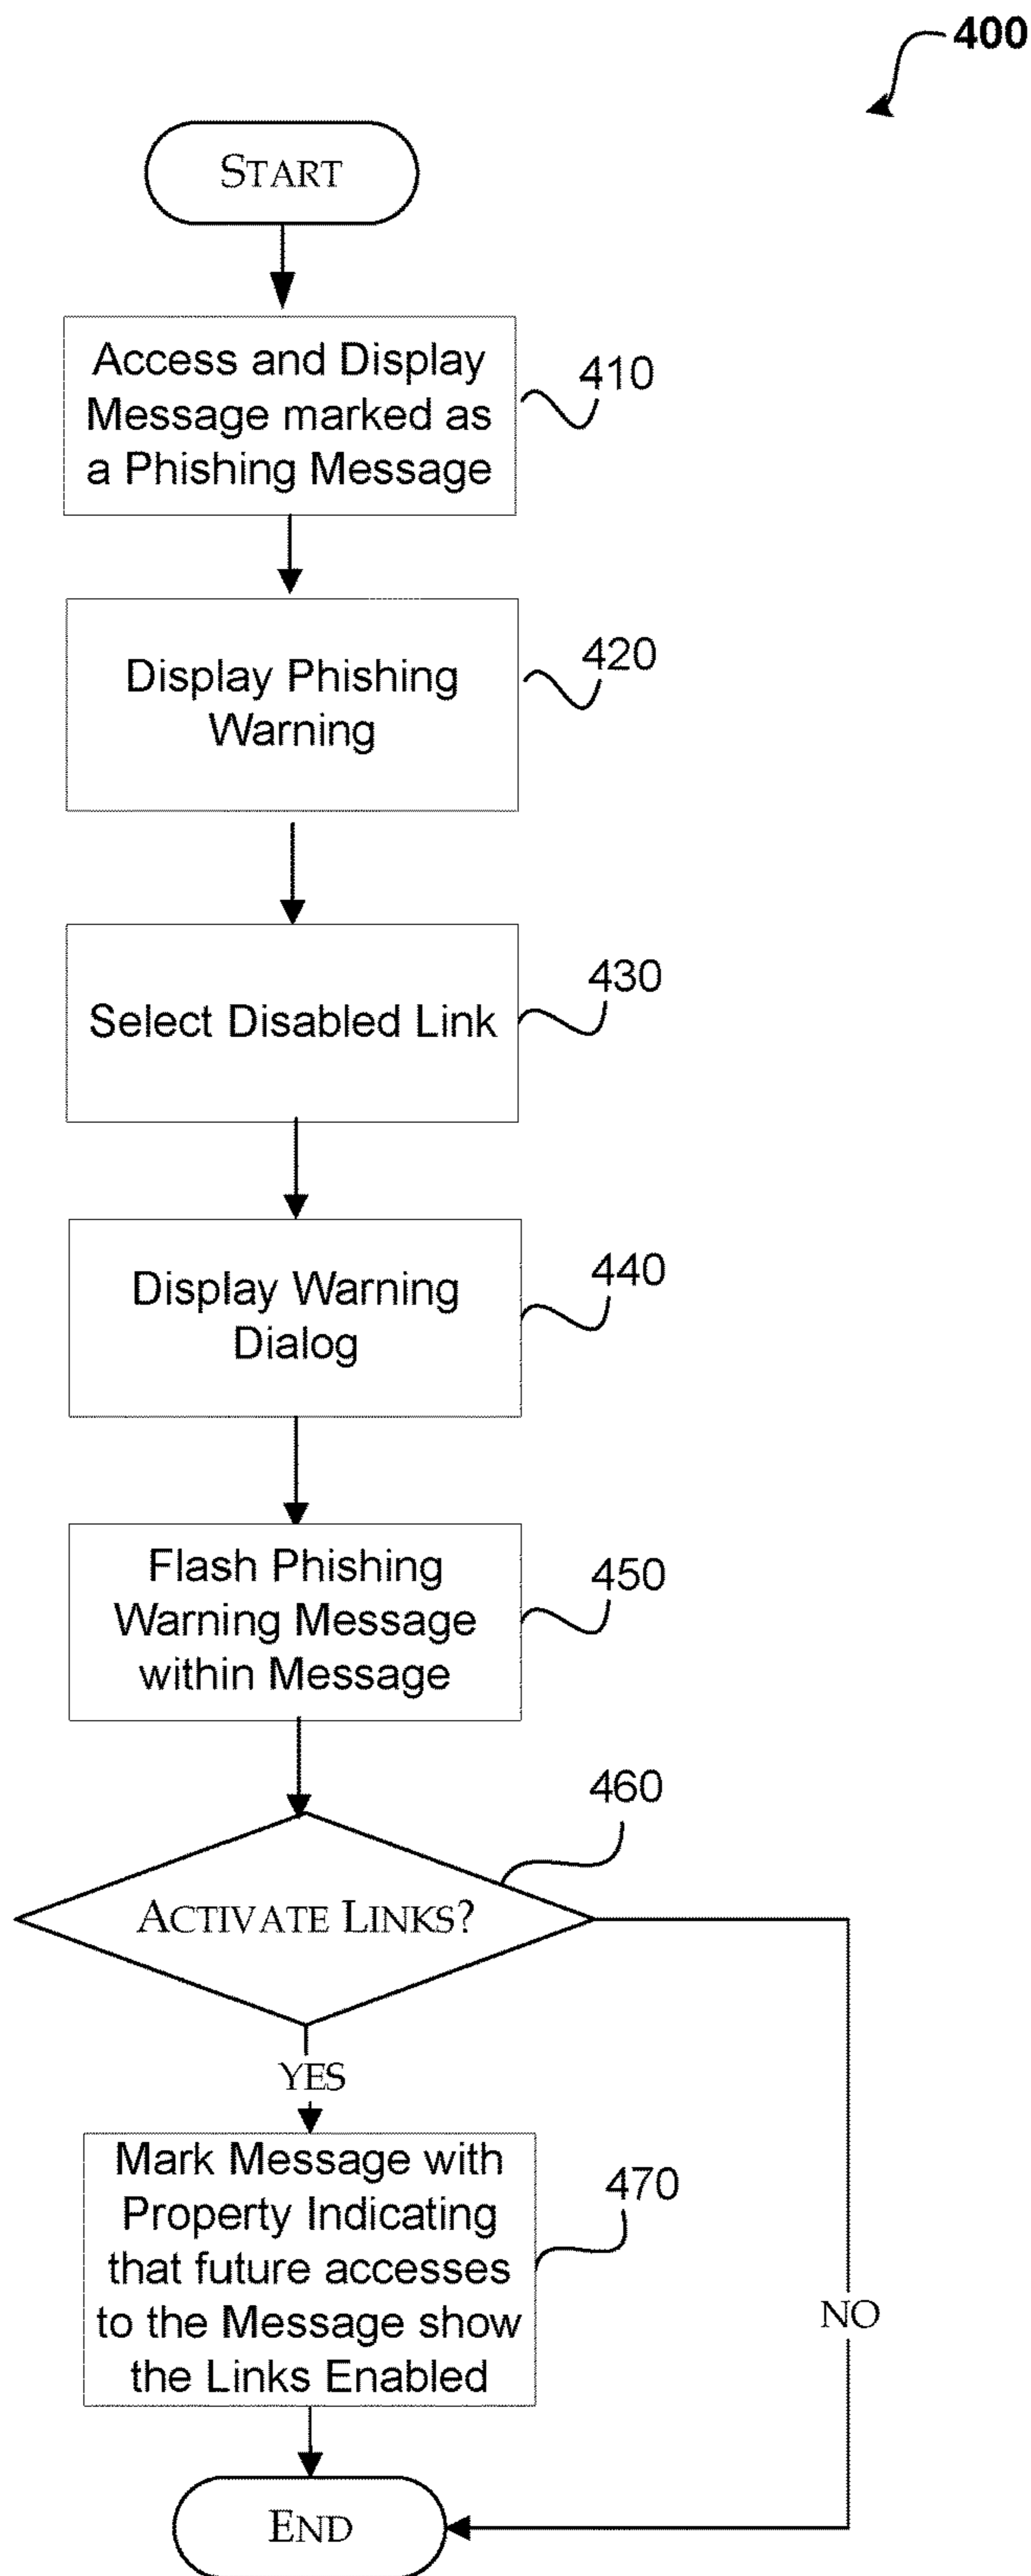 400
START
Access and Display
Message marked as
a Phishing Message
410
Display Phishing
Warning
420
Select Disabled Link
430
Display Warning
Dialog
440
Flash Phishing
Warning Message
within Message
450
460
ACTIVATE LINKS?
YES
Mark Message with
Property Indicating
that future accesses
to the Message show
the Links Enabled
470
NO
END